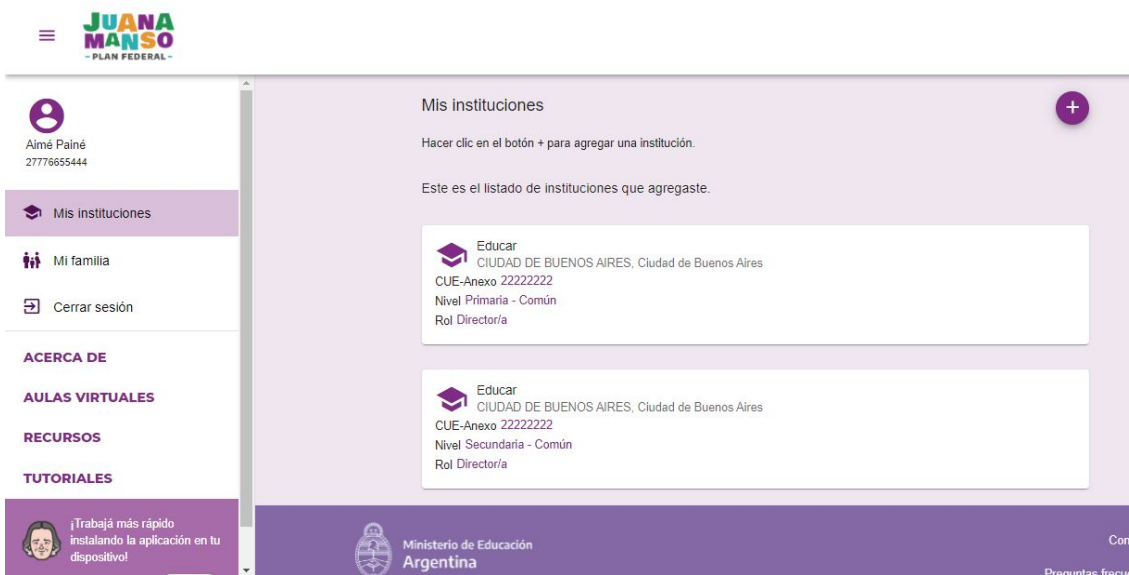 JUANA
MANSO
- PLAN FEDERAL -
Aimé Painé
27776655444
Mis instituciones
Mi familia
Cerrar sesión
ACERCA DE
AULAS VIRTUALES
RECURSOS
TUTORIALES
¡Trabajá más rápido
instalando la aplicación en tu
dispositivo!
Mis instituciones
+
Hacer clic en el botón + para agregar una institución.
Este es el listado de instituciones que agregaste.
Educar
CIUDAD DE BUENOS AIRES, Ciudad de Buenos Aires
CUE-Anexo 22222222
Nivel Primaria - Común
Rol Director/a
Educar
CIUDAD DE BUENOS AIRES, Ciudad de Buenos Aires
CUE-Anexo 22222222
Nivel Secundaria - Común
Rol Director/a
Ministerio de Educación
Argentina
Preguntas